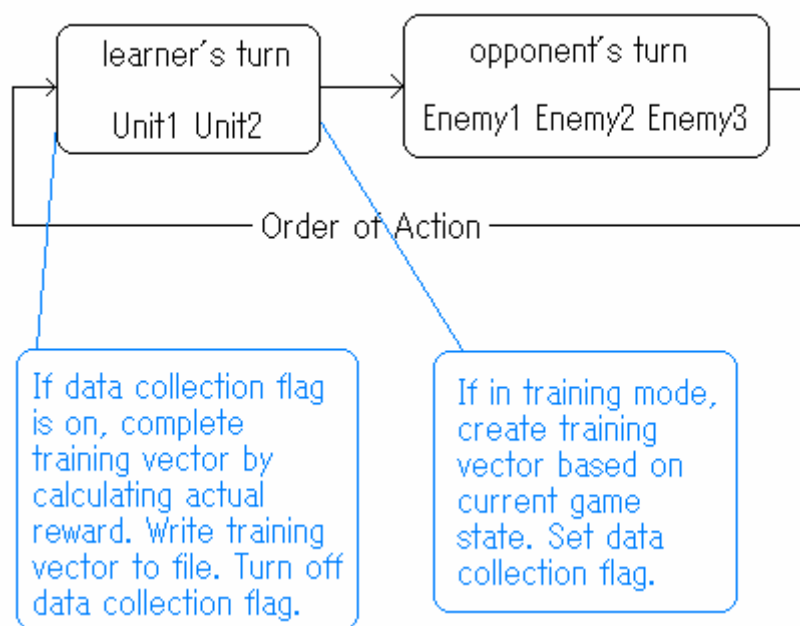 learner's turn
Unit1 Unit2
opponent's turn
Enemy1 Enemy2 Enemy3
Order of Action
If data collection flag
is on, complete
training vector by
calculating actual
reward. Write training
vector to file. Turn off
data collection flag.
If in training mode,
create training
vector based on
current game
state. Set data
collection flag.